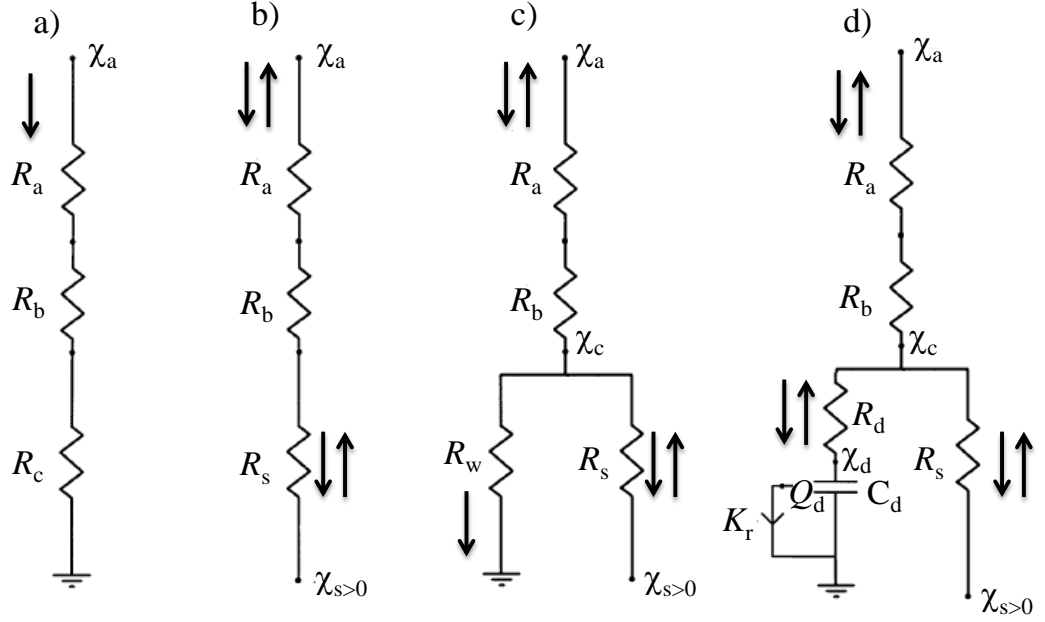 a)
χa
Ra
Rb
Rc
b)
χa
Ra
Rb
Rs
χs>0
c)
χa
Ra
Rb
χc
Rw
Rs
χs>0
d)
χa
Ra
Rb
χc
Rd
χd
Qd
Cd
Kr
Rs
χs>0